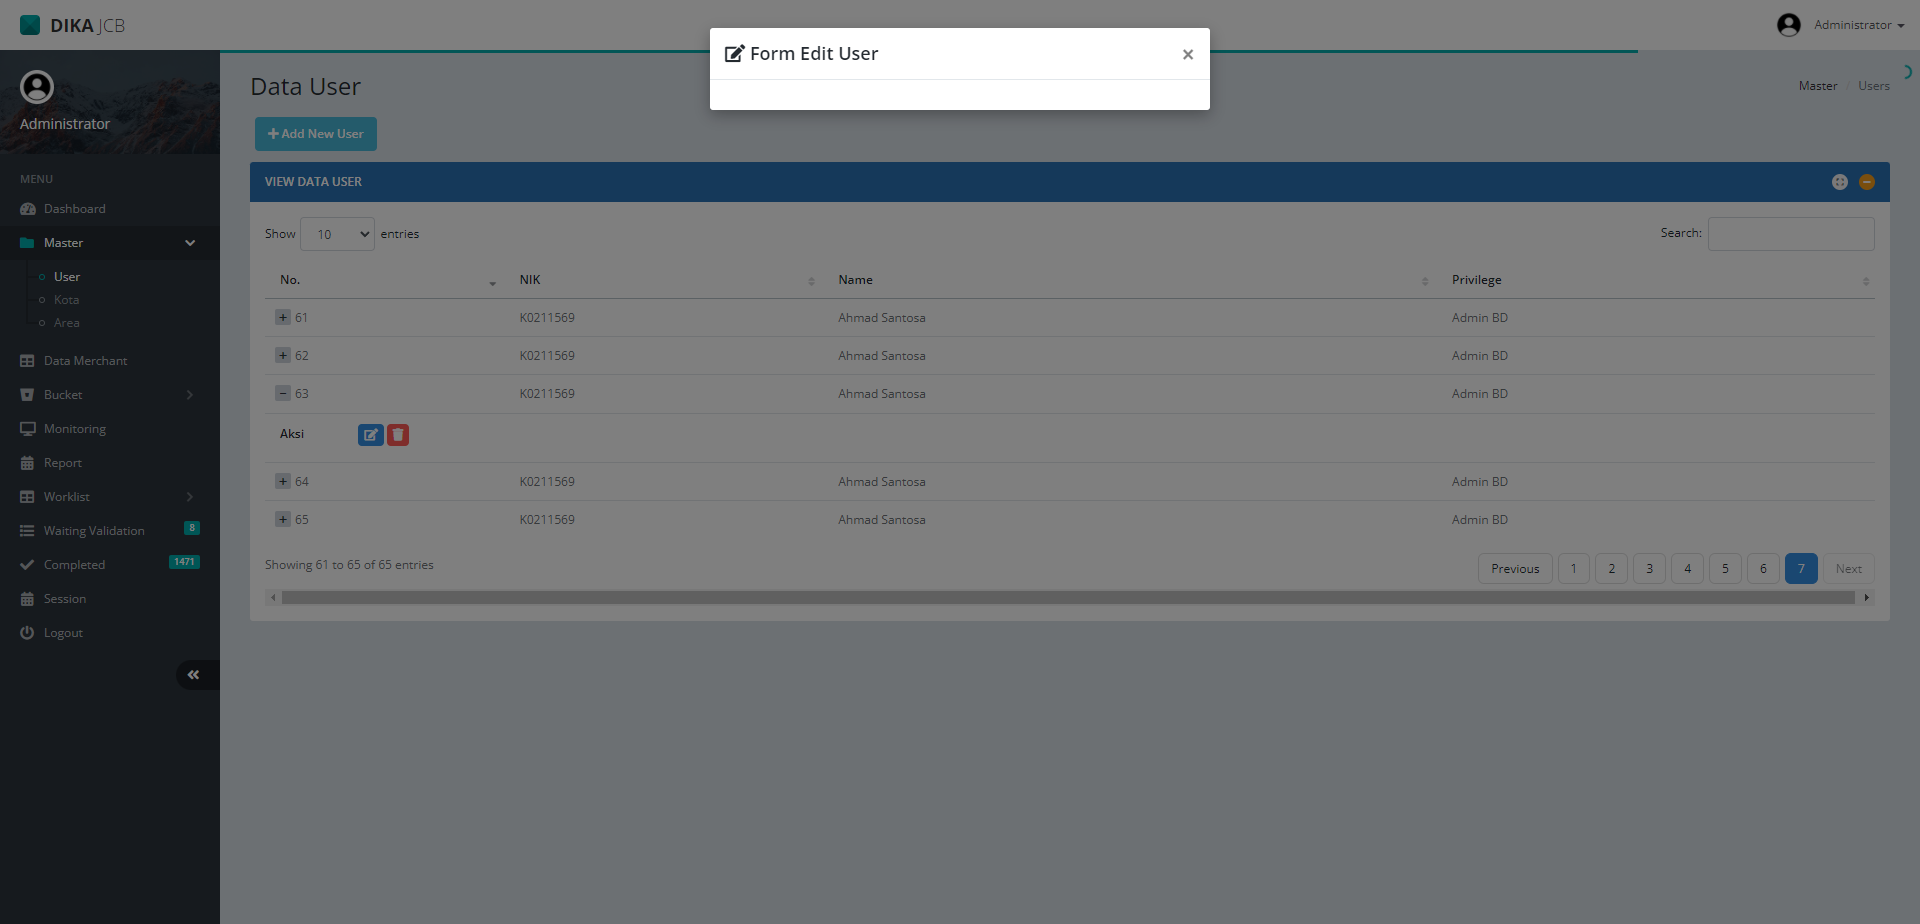 DIKA JCB
Administrator
Form Edit User
×
Administrator
Data User
Master / Users
Add New User
MENU
Dashboard
Master
User
Kota
Area
Data Merchant
Bucket
Monitoring
Report
Worklist
Waiting Validation 8
Completed 1471
Session
Logout
VIEW DATA USER
Show 10 entries
Search:
No. NIK Name Privilege
61 K0211569 Ahmad Santosa Admin BD
62 K0211569 Ahmad Santosa Admin BD
63 K0211569 Ahmad Santosa Admin BD
Aksi
64 K0211569 Ahmad Santosa Admin BD
65 K0211569 Ahmad Santosa Admin BD
Showing 61 to 65 of 65 entries
Previous 1 2 3 4 5 6 7 Next